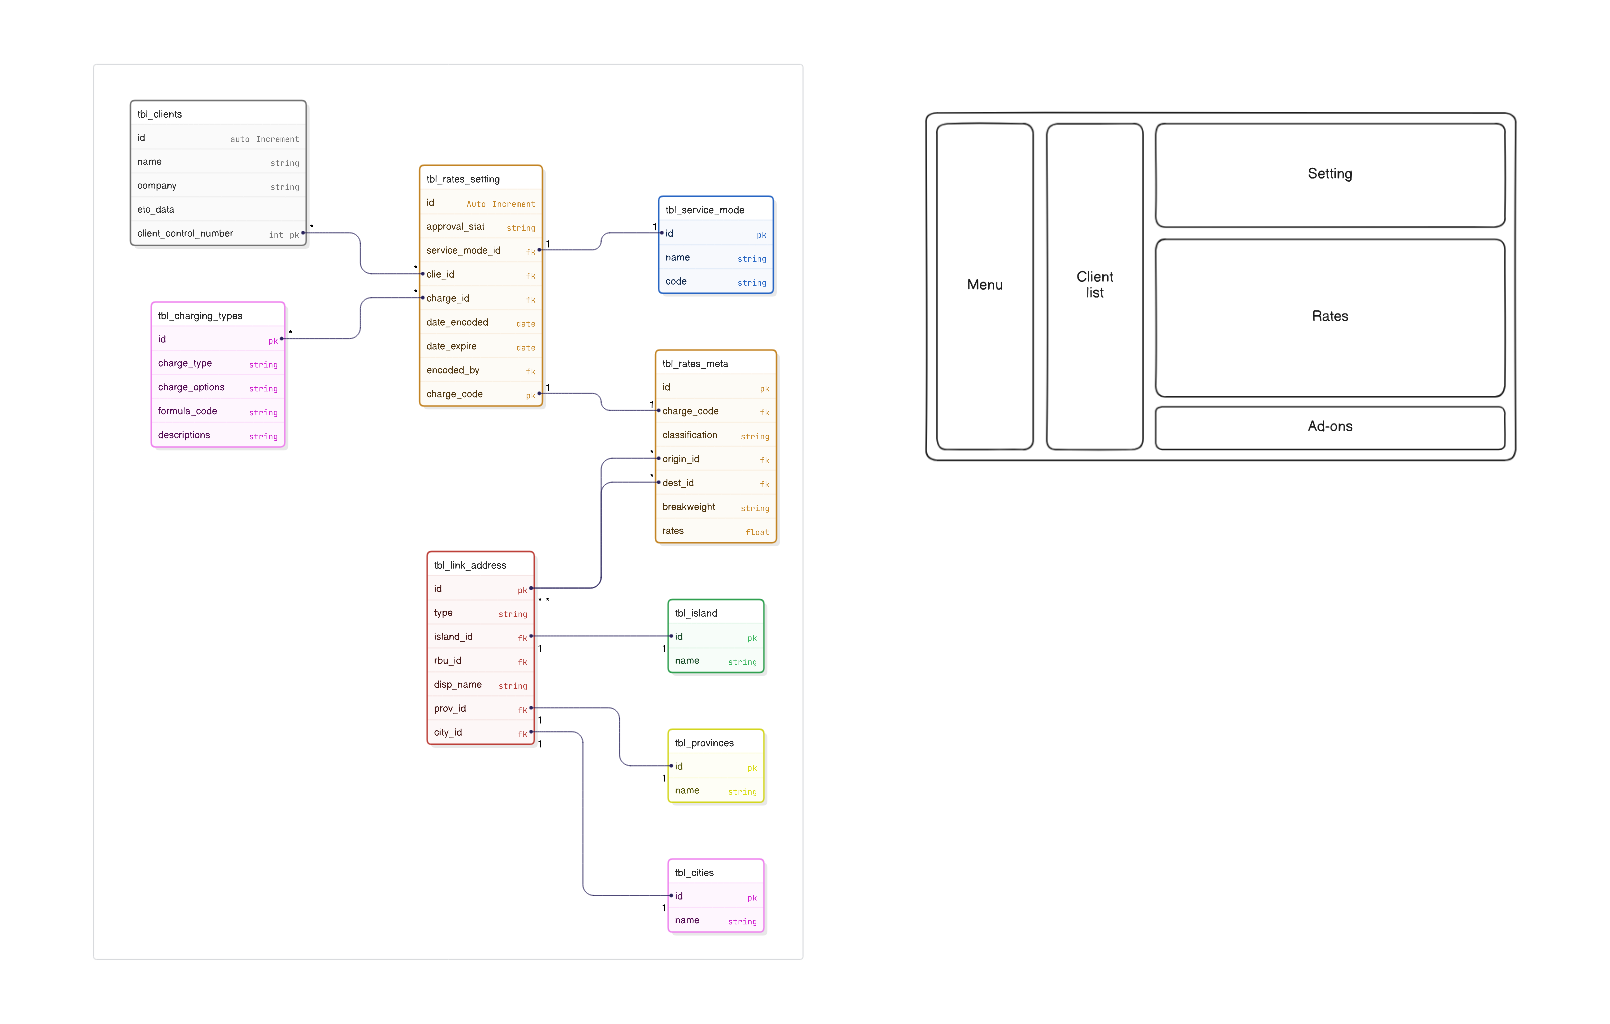 tbl_clients
id auto Increment
name string
company string
etc_data
client_control_number int pk
*
tbl_charging_types
id pk
*
charge_type string
charge_options string
formula_code string
descriptions string
tbl_rates_setting
id Auto Increment
approval_stat string
service_mode_id fk
1
*
clie_id fk
*
charge_id fk
date_encoded date
date_expire date
encoded_by fk
charge_code pk
1
tbl_service_mode
1
id pk
name string
code string
tbl_rates_meta
id pk
1
charge_code fk
classification string
*
origin_id fk
*
dest_id fk
breakweight string
rates float
tbl_link_address
id pk
* *
type string
island_id fk
1
rbu_id fk
disp_name string
prov_id fk
1
city_id fk
1
tbl_island
id pk
1
name string
tbl_provinces
id pk
1
name string
tbl_cities
id pk
1
name string
Menu
Client
list
Setting
Rates
Ad-ons